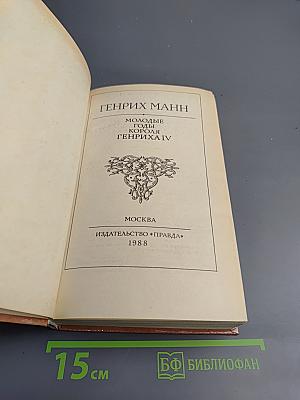 ГЕНРИХ МАНН
МОЛОДЫЕ
ГОДЫ
КОРОЛЯ
ГЕНРИХА IV
МОСКВА
ИЗДАТЕЛЬСТВО «ПРАВДА»
1988
15 см
БФ БИБЛИОФАН